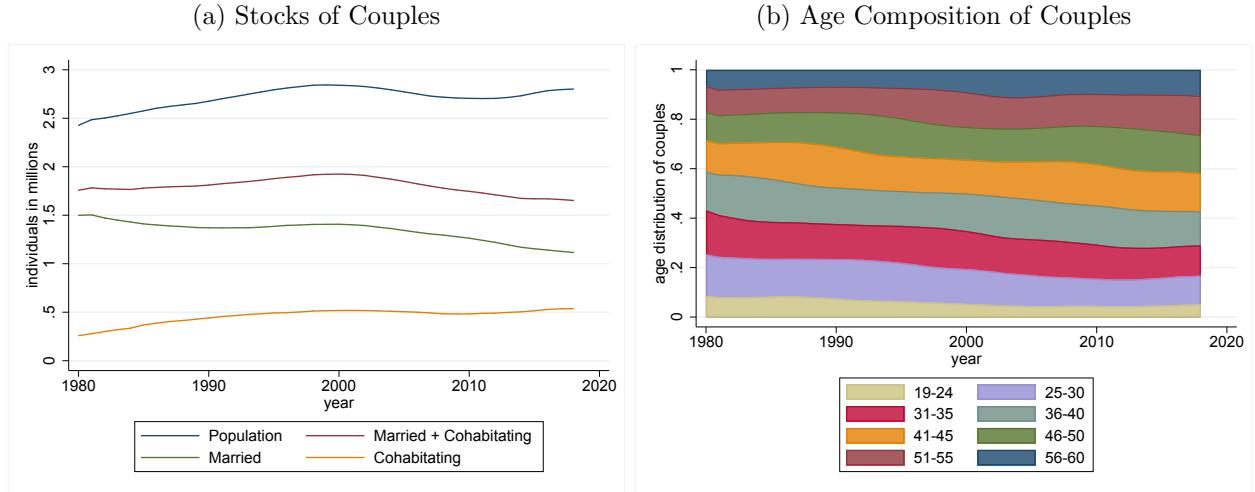 (a) Stocks of Couples
individuals in millions
3
2.5
2
1.5
1
.5
0
1980 1990 2000 2010 2020
year
Population Married + Cohabitating
Married Cohabitating
(b) Age Composition of Couples
age distribution of couples
1
.8
.6
.4
.2
0
1980 1990 2000 2010 2020
year
19-24 25-30
31-35 36-40
41-45 46-50
51-55 56-60